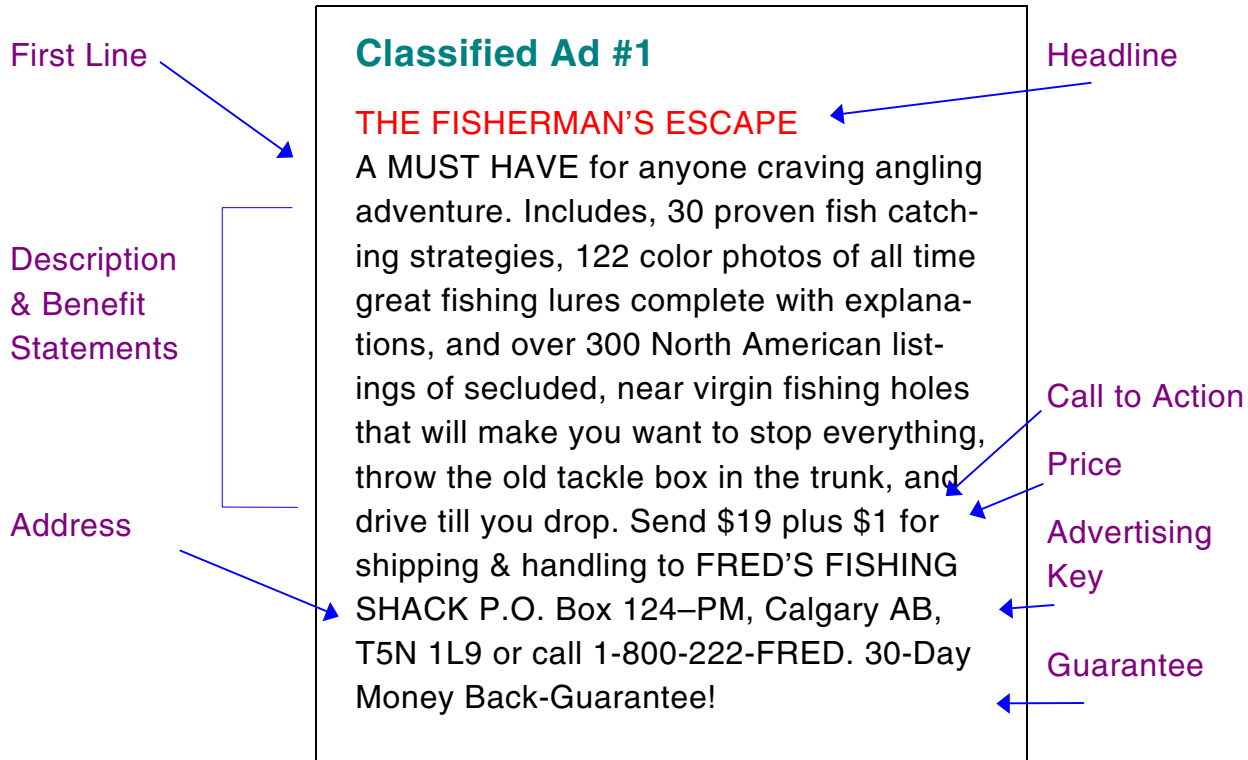 First Line
Classified Ad #1
Headline
THE FISHERMAN’S ESCAPE
A MUST HAVE for anyone craving angling
adventure. Includes, 30 proven fish catch-
ing strategies, 122 color photos of all time
great fishing lures complete with explana-
tions, and over 300 North American list-
ings of secluded, near virgin fishing holes
that will make you want to stop everything,
throw the old tackle box in the trunk, and
drive till you drop. Send $19 plus $1 for
shipping & handling to FRED’S FISHING
SHACK P.O. Box 124–PM, Calgary AB,
T5N 1L9 or call 1-800-222-FRED. 30-Day
Money Back-Guarantee!
Description
& Benefit
Statements
Address
Call to Action
Price
Advertising
Key
Guarantee